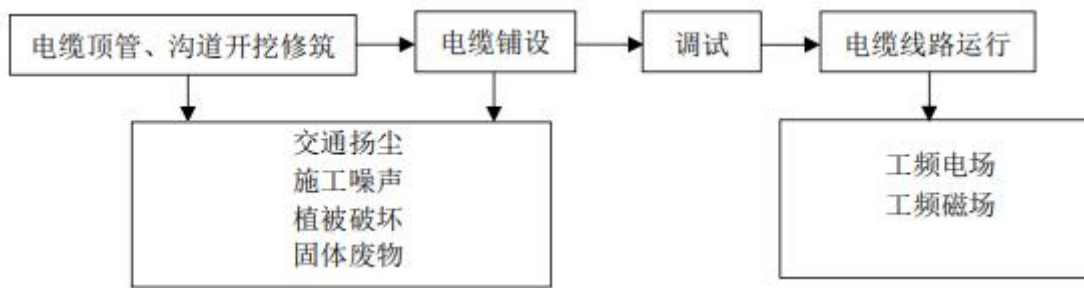 电缆顶管、沟道开挖修筑
电缆铺设
调试
电缆线路运行
交通扬尘
施工噪声
植被破坏
固体废物
工频电场
工频磁场